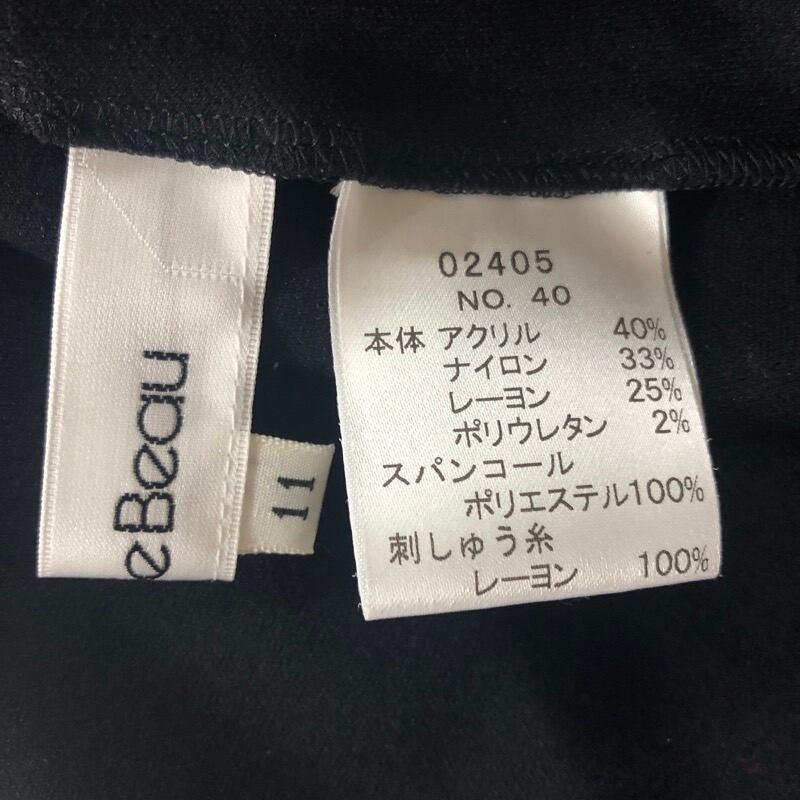 e Beau
11
02405
NO. 40
本体 アクリル 40%
ナイロン 33%
レーヨン 25%
ポリウレタン 2%
スパンコール
ポリエステル100%
刺しゅう糸
レーヨン 100%